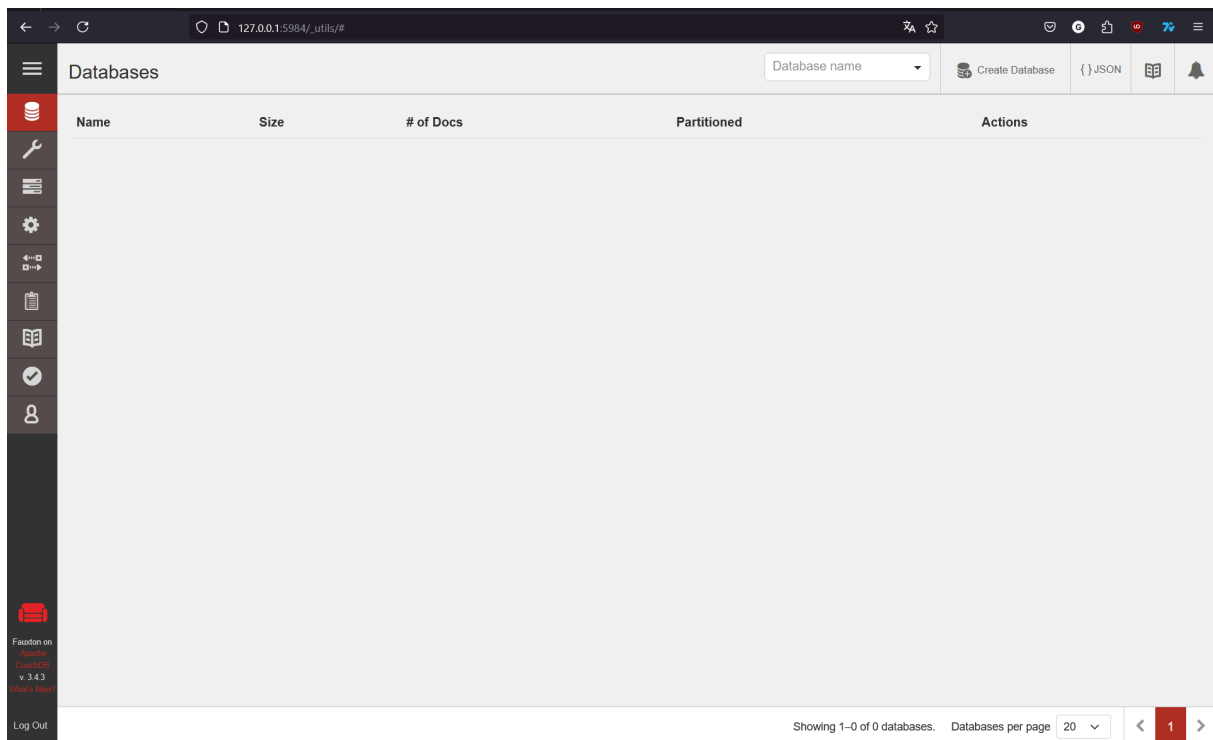 127.0.0.1:5984/_utils/#
Databases
Database name
Create Database
{ } JSON
Name Size # of Docs Partitioned Actions
Fauxton on
Apache
CouchDB
v. 3.4.3
What's New?
Log Out
Showing 1–0 of 0 databases. Databases per page 20 1